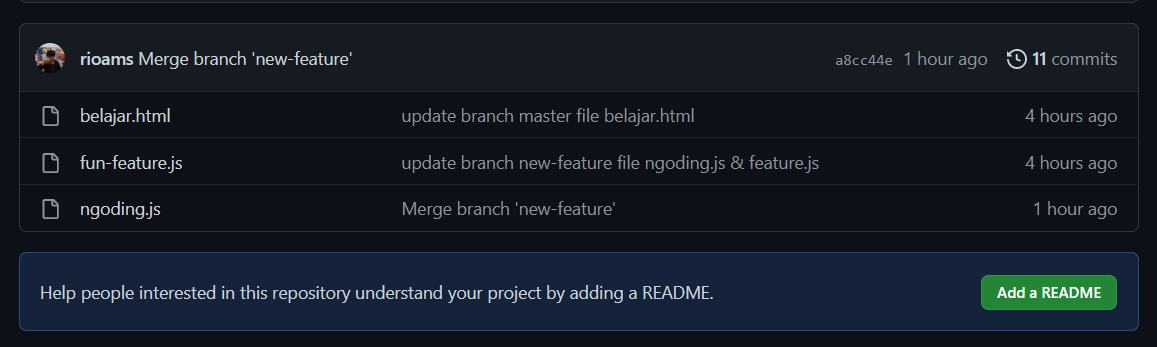 rioams Merge branch 'new-feature' a8cc44e 1 hour ago 11 commits
belajar.html update branch master file belajar.html 4 hours ago
fun-feature.js update branch new-feature file ngoding.js & feature.js 4 hours ago
ngoding.js Merge branch 'new-feature' 1 hour ago
Help people interested in this repository understand your project by adding a README. Add a README